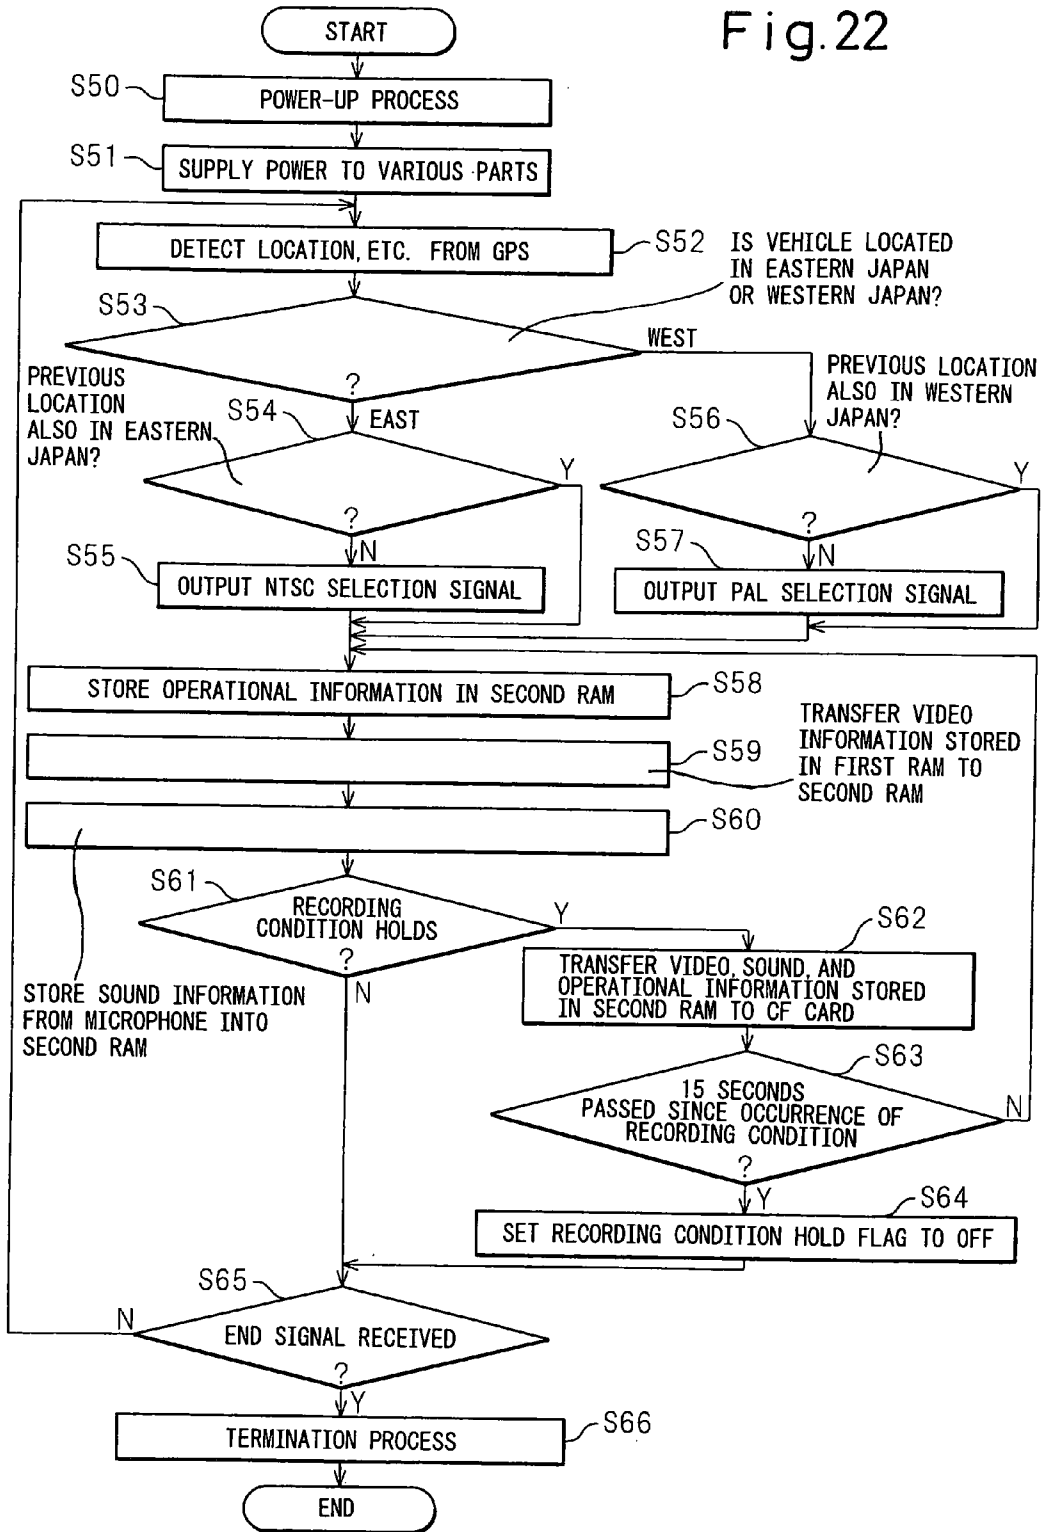 Fig.22
START
S50
POWER-UP PROCESS
S51
SUPPLY POWER TO VARIOUS PARTS
DETECT LOCATION, ETC. FROM GPS
S52
IS VEHICLE LOCATED
IN EASTERN JAPAN
OR WESTERN JAPAN?
S53
?
WEST
EAST
PREVIOUS
LOCATION
ALSO IN EASTERN
JAPAN?
S54
?
Y
N
PREVIOUS LOCATION
ALSO IN WESTERN
JAPAN?
S56
?
Y
N
S55
OUTPUT NTSC SELECTION SIGNAL
S57
OUTPUT PAL SELECTION SIGNAL
STORE OPERATIONAL INFORMATION IN SECOND RAM
S58
S59
TRANSFER VIDEO
INFORMATION STORED
IN FIRST RAM TO
SECOND RAM
S60
STORE SOUND INFORMATION
FROM MICROPHONE INTO
SECOND RAM
S61
RECORDING
CONDITION HOLDS
?
Y
N
S62
TRANSFER VIDEO, SOUND, AND
OPERATIONAL INFORMATION STORED
IN SECOND RAM TO CF CARD
S63
15 SECONDS
PASSED SINCE OCCURRENCE OF
RECORDING CONDITION
?
N
Y
S64
SET RECORDING CONDITION HOLD FLAG TO OFF
S65
N
END SIGNAL RECEIVED
?
Y
TERMINATION PROCESS
S66
END